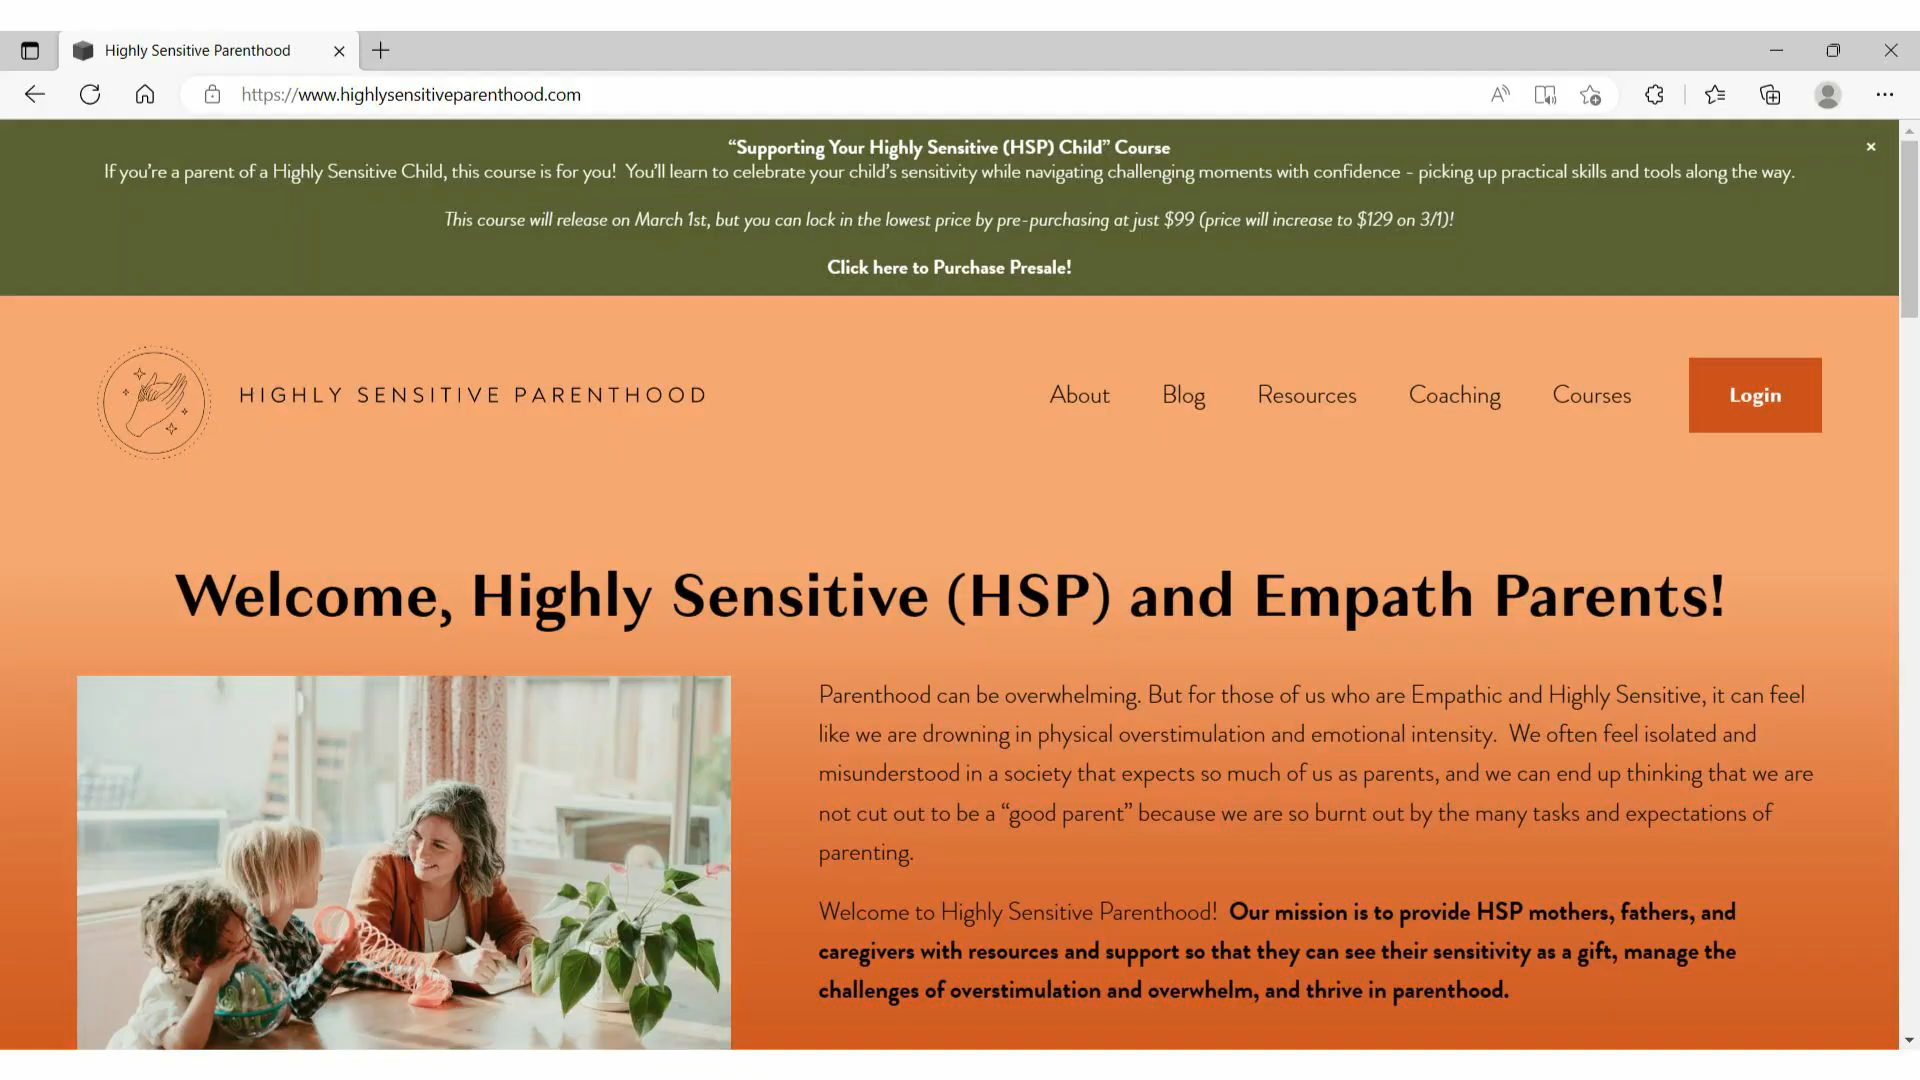 Highly Sensitive Parenthood
https://www.highlysensitiveparenthood.com
“Supporting Your Highly Sensitive (HSP) Child” Course
If you’re a parent of a Highly Sensitive Child, this course is for you!  You’ll learn to celebrate your child’s sensitivity while navigating challenging moments with confidence - picking up practical skills and tools along the way.
This course will release on March 1st, but you can lock in the lowest price by pre-purchasing at just $99 (price will increase to $129 on 3/1)!
Click here to Purchase Presale!
HIGHLY SENSITIVE PARENTHOOD
About Blog Resources Coaching Courses Login
Welcome, Highly Sensitive (HSP) and Empath Parents!
Parenthood can be overwhelming. But for those of us who are Empathic and Highly Sensitive, it can feel
like we are drowning in physical overstimulation and emotional intensity.  We often feel isolated and
misunderstood in a society that expects so much of us as parents, and we can end up thinking that we are
not cut out to be a “good parent” because we are so burnt out by the many tasks and expectations of
parenting.
Welcome to Highly Sensitive Parenthood!  Our mission is to provide HSP mothers, fathers, and
caregivers with resources and support so that they can see their sensitivity as a gift, manage the
challenges of overstimulation and overwhelm, and thrive in parenthood.